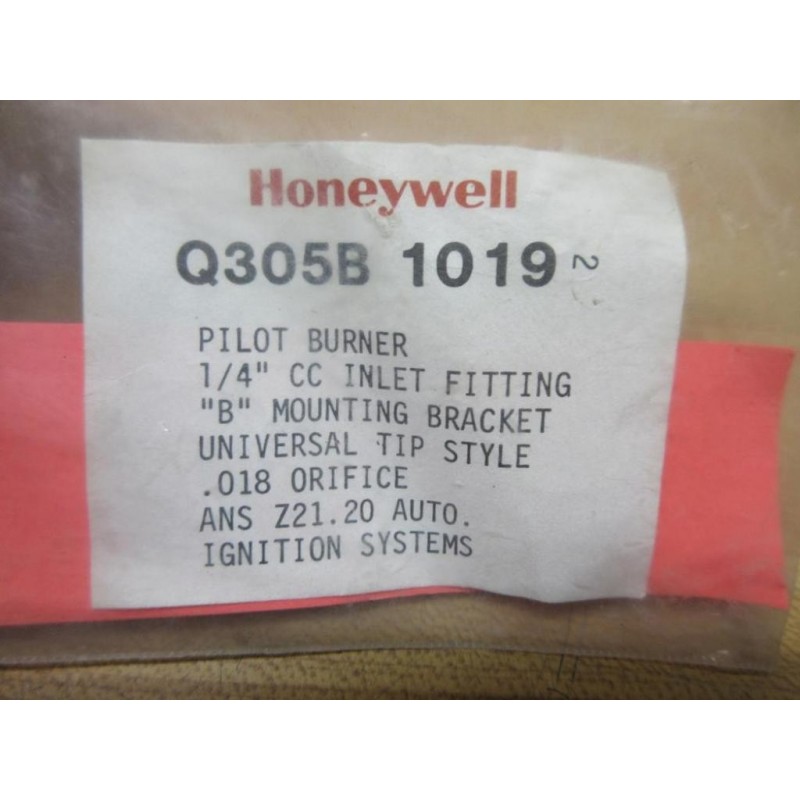 Honeywell
Q305B 1019 2
PILOT BURNER
1/4" CC INLET FITTING
"B" MOUNTING BRACKET
UNIVERSAL TIP STYLE
.018 ORIFICE
ANS Z21.20 AUTO.
IGNITION SYSTEMS